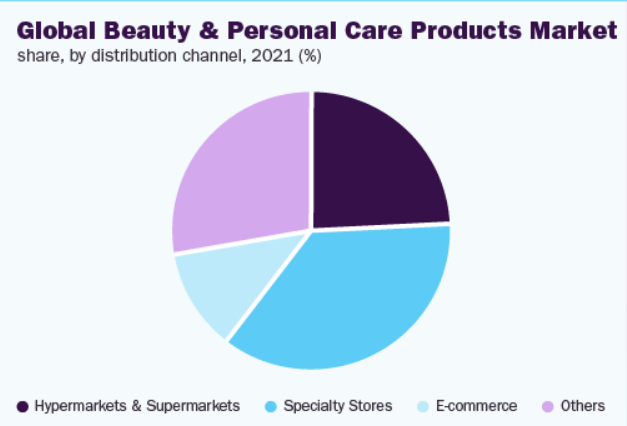 Global Beauty & Personal Care Products Market
share, by distribution channel, 2021 (%)
Hypermarkets & Supermarkets Specialty Stores E-commerce Others